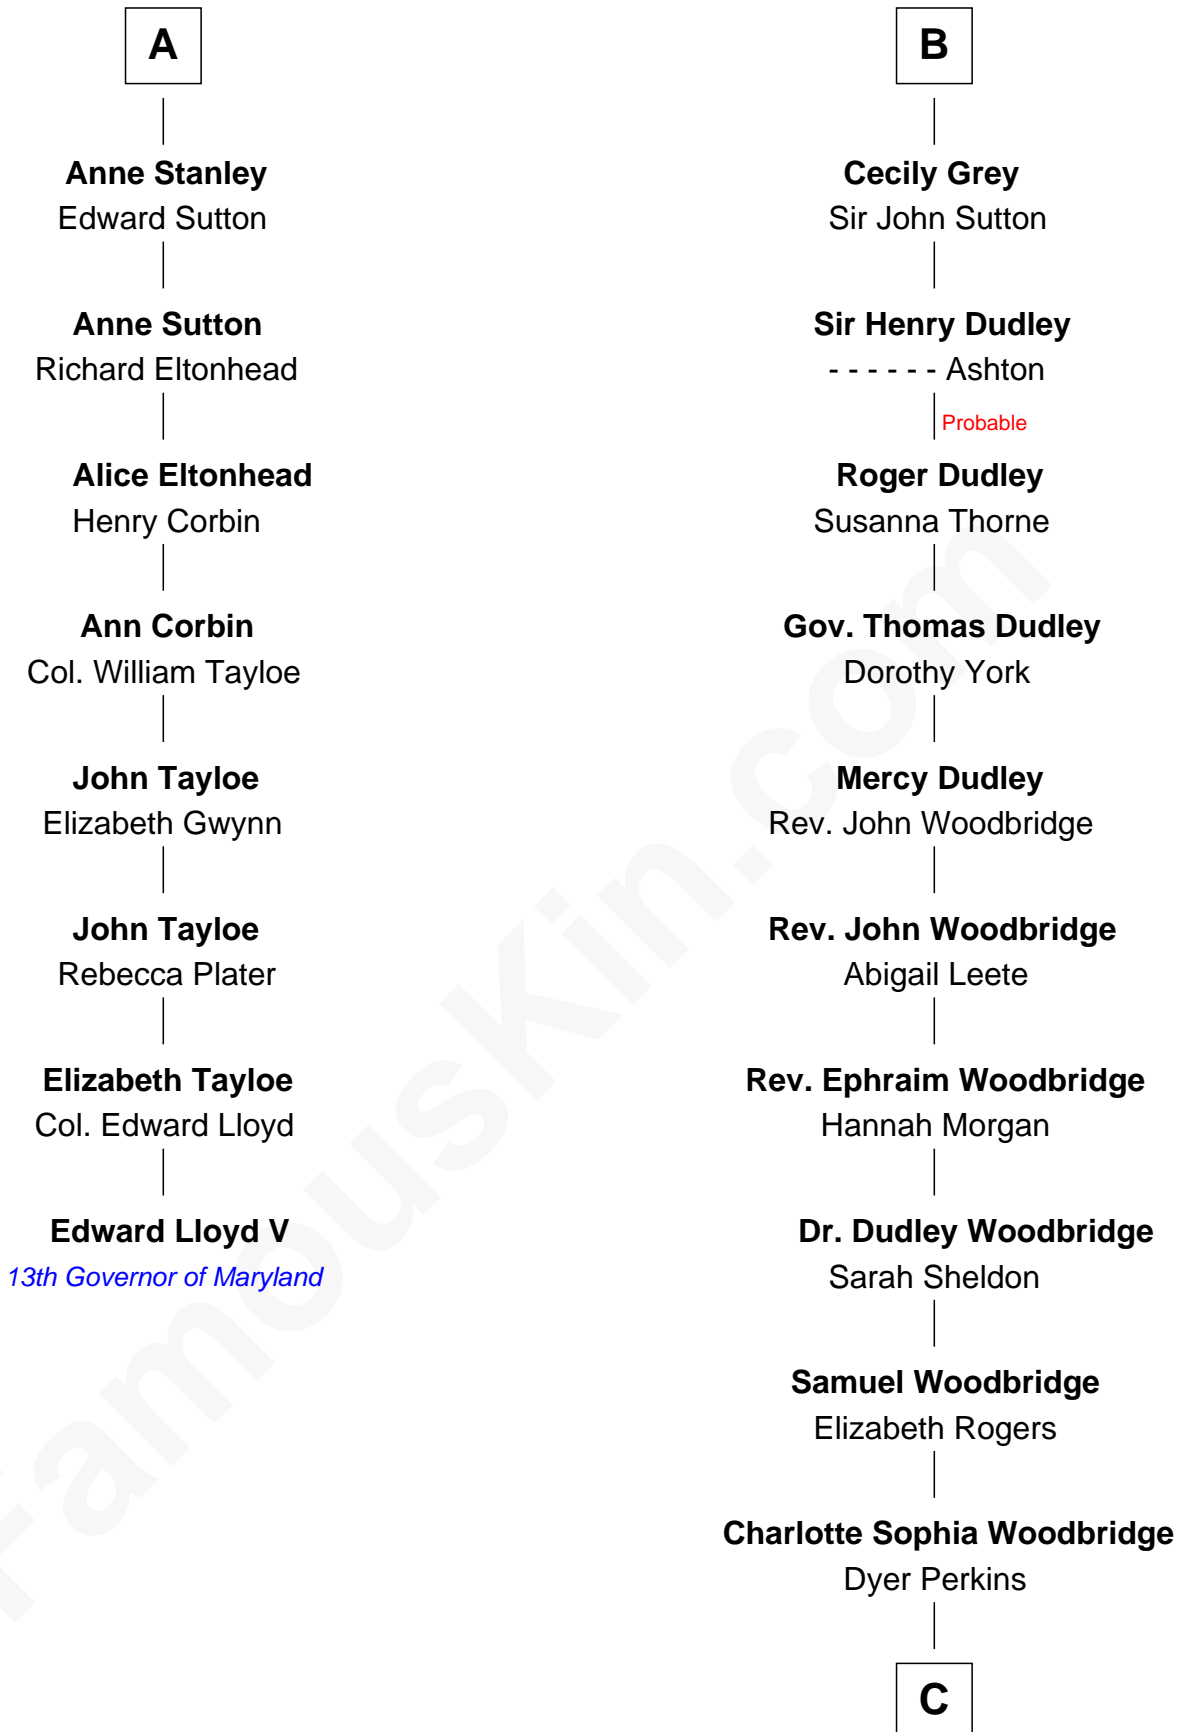 A
Anne Stanley
Edward Sutton
Anne Sutton
Richard Eltonhead
Alice Eltonhead
Henry Corbin
Ann Corbin
Col. William Tayloe
John Tayloe
Elizabeth Gwynn
John Tayloe
Rebecca Plater
Elizabeth Tayloe
Col. Edward Lloyd
Edward Lloyd V
13th Governor of Maryland
B
Cecily Grey
Sir John Sutton
Sir Henry Dudley
- - - - - - Ashton
Probable
Roger Dudley
Susanna Thorne
Gov. Thomas Dudley
Dorothy York
Mercy Dudley
Rev. John Woodbridge
Rev. John Woodbridge
Abigail Leete
Rev. Ephraim Woodbridge
Hannah Morgan
Dr. Dudley Woodbridge
Sarah Sheldon
Samuel Woodbridge
Elizabeth Rogers
Charlotte Sophia Woodbridge
Dyer Perkins
C
FamousKin.com